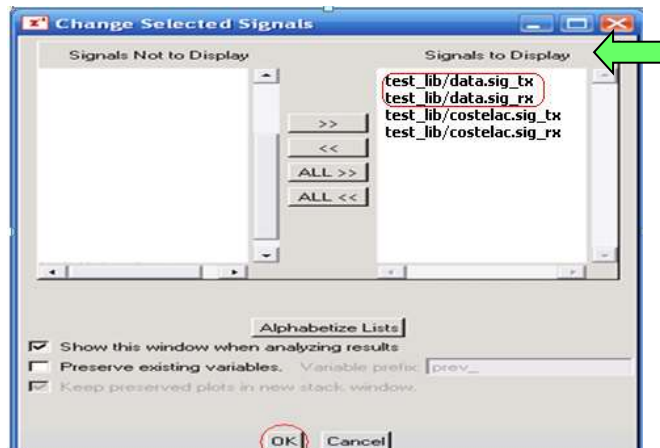 Change Selected Signals
Signals Not to Display
Signals to Display
test_lib/data.sig_tx
test_lib/data.sig_rx
test_lib/costelac.sig_tx
test_lib/costelac.sig_rx
>>
<<
ALL >>
ALL <<
Alphabetize Lists
Show this window when analyzing results
Preserve existing variables. Variable prefix: prev_
Keep preserved plots in new stack window.
OK Cancel